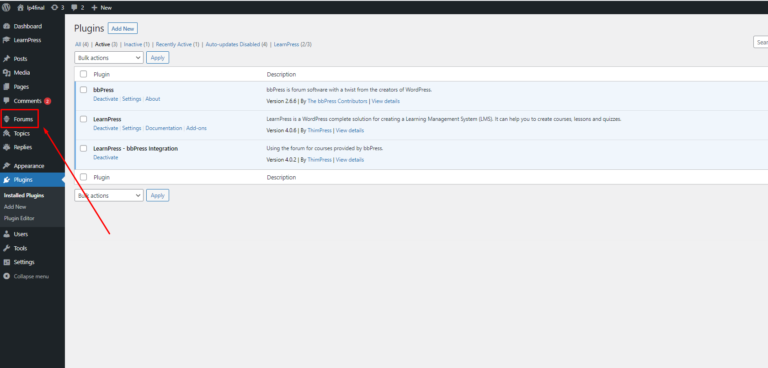 lp4final 3 2 New
Dashboard
LearnPress
Posts
Media
Pages
Comments 2
Forums
Topics
Replies
Appearance
Plugins
Installed Plugins
Add New
Plugin Editor
Users
Tools
Settings
Collapse menu
Plugins Add New
All (4) | Active (3) | Inactive (1) | Recently Active (1) | Auto-updates Disabled (4) | LearnPress (2/3)
Sear
Bulk actions Apply
Plugin Description
bbPress bbPress is forum software with a twist from the creators of WordPress.
Deactivate | Settings | About Version 2.6.6 | By The bbPress Contributors | View details
LearnPress LearnPress is a WordPress complete solution for creating a Learning Management System (LMS). It can help you to create courses, lessons and quizzes.
Deactivate | Settings | Documentation | Add-ons Version 4.0.6 | By ThimPress | View details
LearnPress - bbPress Integration Using the forum for courses provided by bbPress.
Deactivate Version 4.0.2 | By ThimPress | View details
Plugin Description
Bulk actions Apply